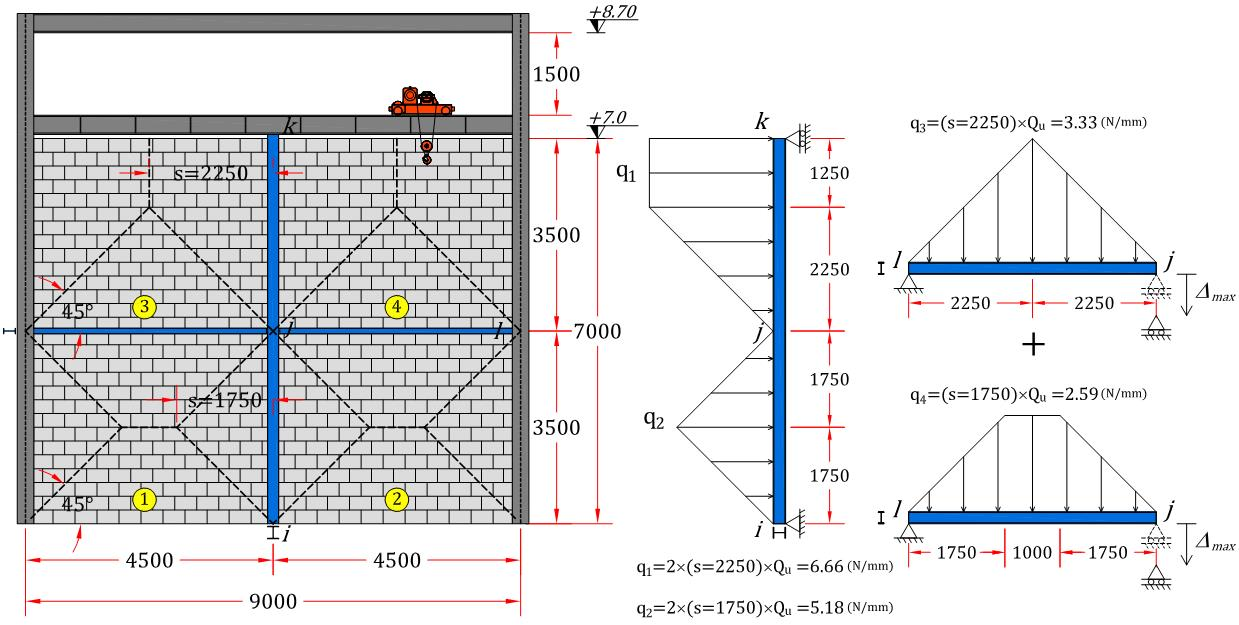 +8.70
1500
k
+7.0
s=2250
3500
3
4
45°
j
l
7000
s=1750
3500
45°
1
2
i
4500
4500
9000
k
1250
q₁
2250
j
1750
q₂
1750
i
q₁=2×(s=2250)×Qᵤ =6.66 (N/mm)
q₂=2×(s=1750)×Qᵤ =5.18 (N/mm)
q₃=(s=2250)×Qᵤ =3.33 (N/mm)
l
j
2250
2250
Δmax
+
q₄=(s=1750)×Qᵤ =2.59 (N/mm)
l
j
1750
1000
1750
Δmax